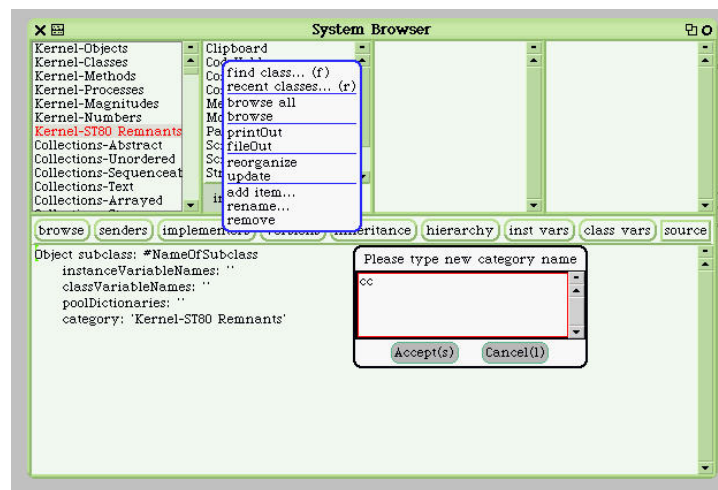 System Browser
Kernel-Objects
Kernel-Classes
Kernel-Methods
Kernel-Processes
Kernel-Magnitudes
Kernel-Numbers
Kernel-ST80 Remnants
Collections-Abstract
Collections-Unordered
Collections-Sequenceat
Collections-Text
Collections-Arrayed
Clipboard
find class... (f)
recent classes... (r)
browse all
browse
printOut
fileOut
reorganize
update
add item...
rename...
remove
browse senders implementors versions inheritance hierarchy inst vars class vars source
Object subclass: #NameOfSubclass
instanceVariableNames: ''
classVariableNames: ''
poolDictionaries: ''
category: 'Kernel-ST80 Remnants'
Please type new category name
cc
Accept(s) Cancel(l)